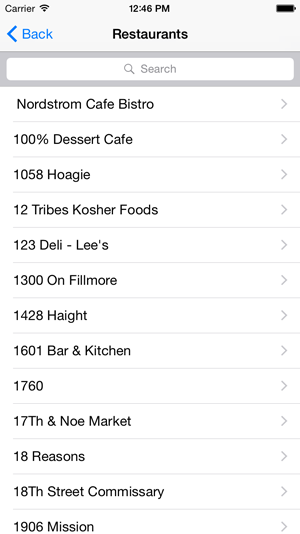 Carrier 12:46 PM
Back Restaurants
Search
Nordstrom Cafe Bistro
100% Dessert Cafe
1058 Hoagie
12 Tribes Kosher Foods
123 Deli - Lee's
1300 On Fillmore
1428 Haight
1601 Bar & Kitchen
1760
17Th & Noe Market
18 Reasons
18Th Street Commissary
1906 Mission